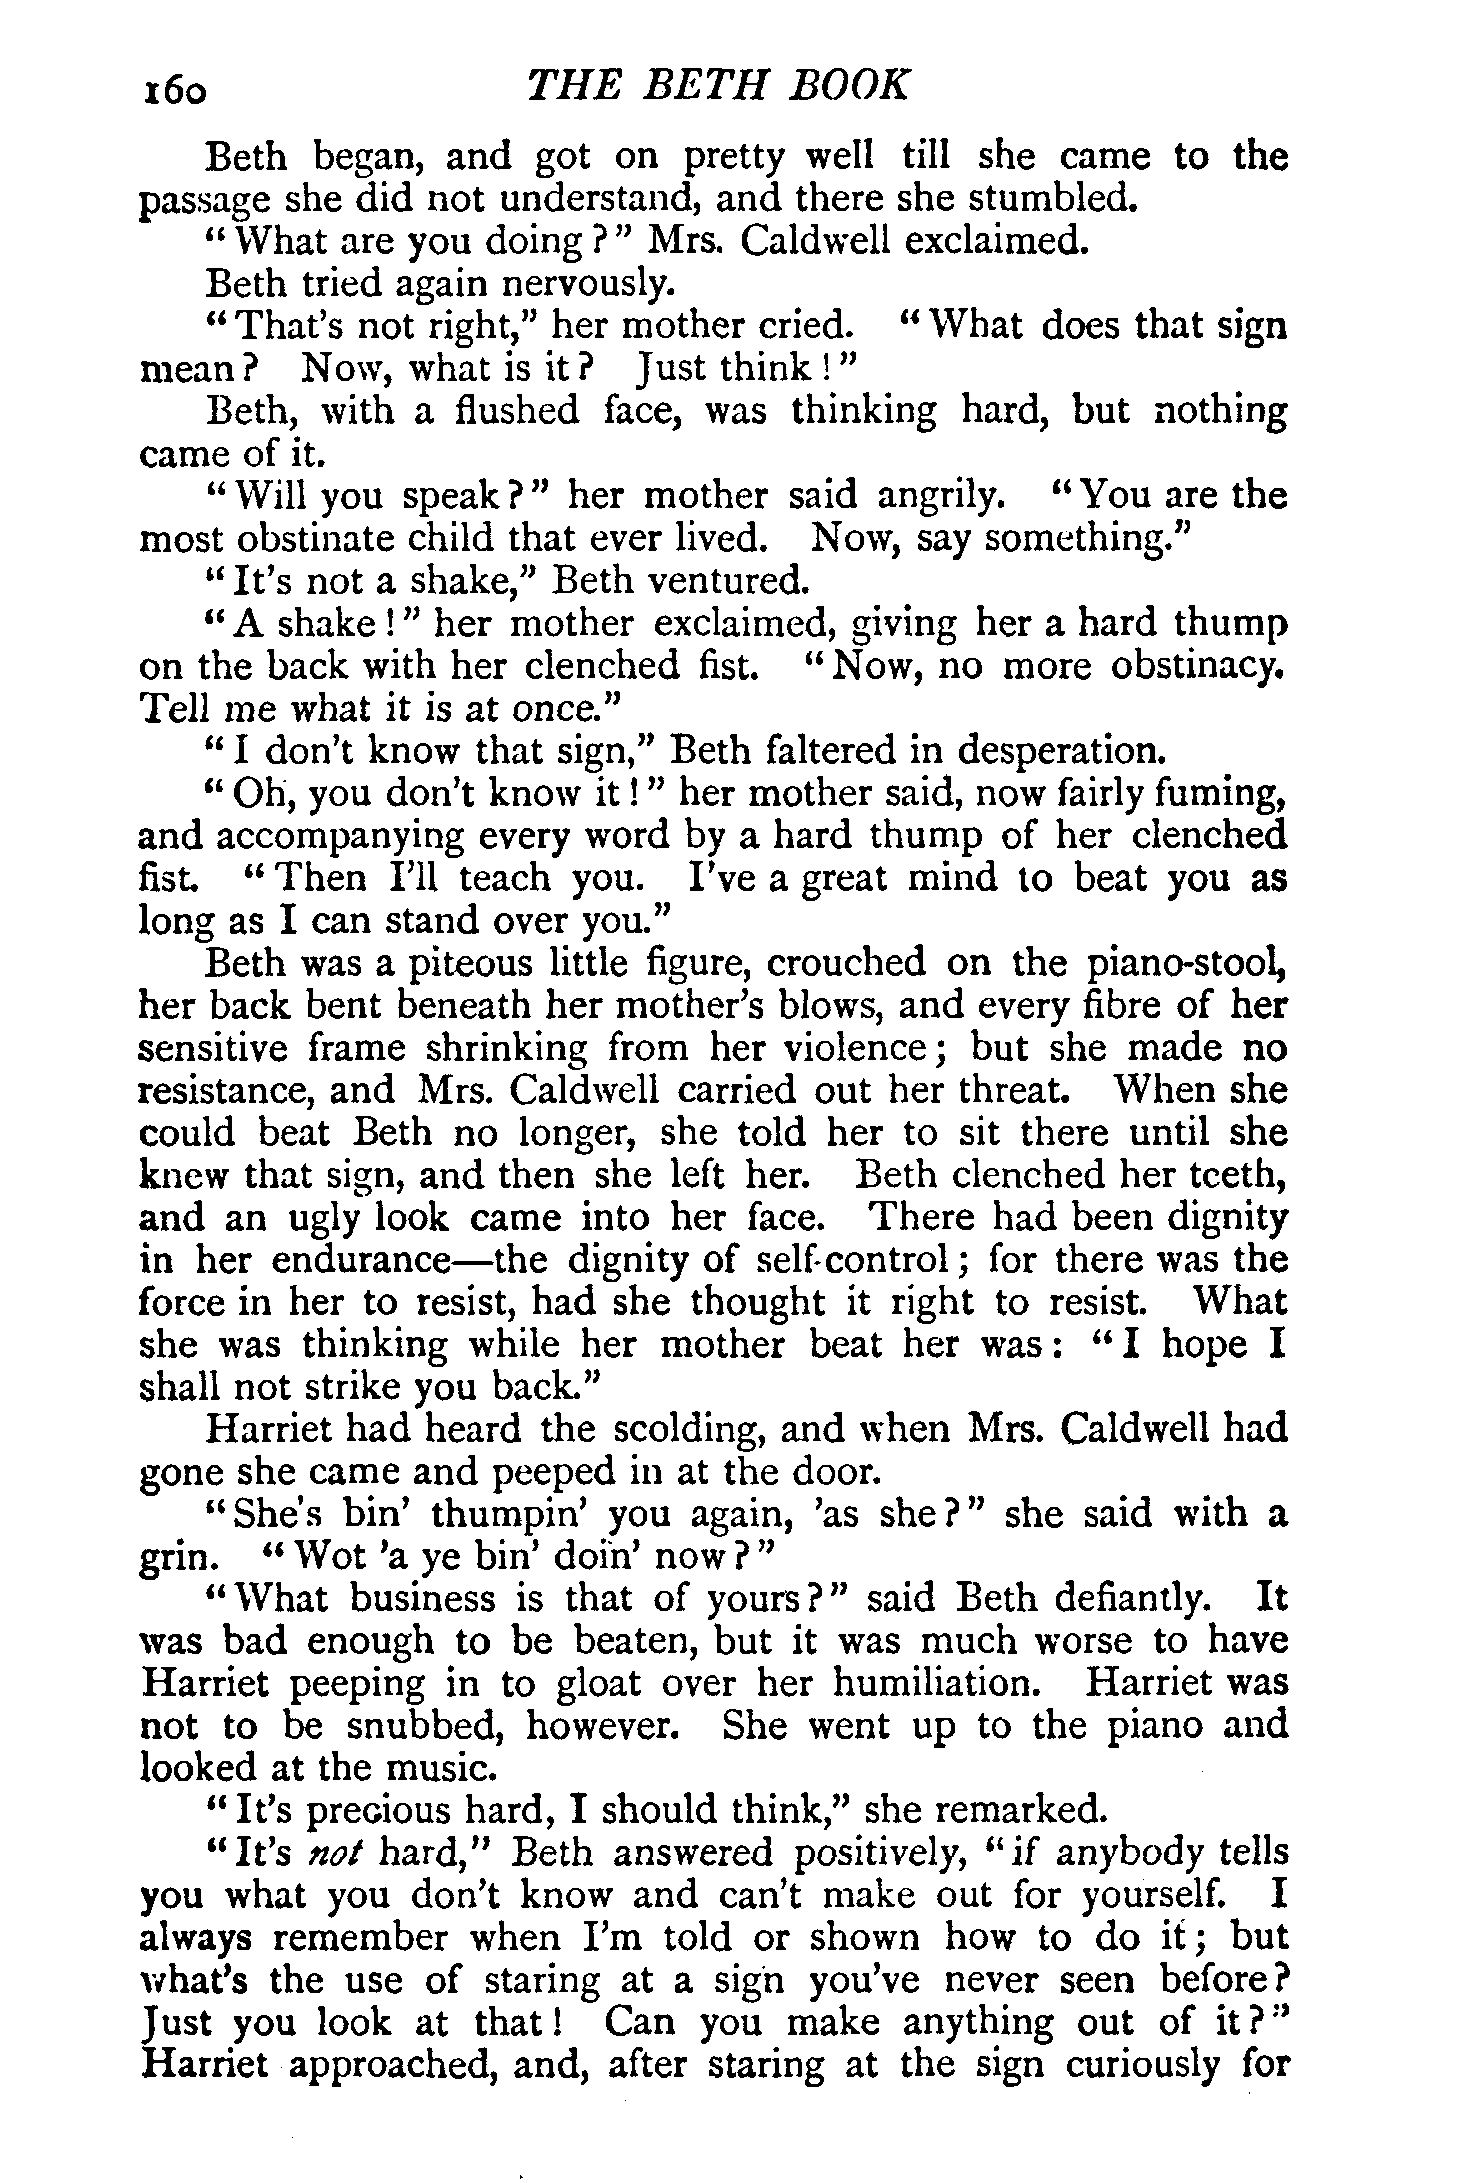 160 THE BETH BOOK
Beth began, and got on pretty well till she came to the
passage she did not understand, and there she stumbled.
"What are you doing?" Mrs. Caldwell exclaimed.
Beth tried again nervously.
"That's not right," her mother cried. "What does that sign
mean? Now, what is it? Just think!"
Beth, with a flushed face, was thinking hard, but nothing
came of it.
"Will you speak?" her mother said angrily. "You are the
most obstinate child that ever lived. Now, say something."
"It's not a shake," Beth ventured.
"A shake!" her mother exclaimed, giving her a hard thump
on the back with her clenched fist. "Now, no more obstinacy.
Tell me what it is at once."
"I don't know that sign," Beth faltered in desperation.
"Oh, you don't know it!" her mother said, now fairly fuming,
and accompanying every word by a hard thump of her clenched
fist. "Then I'll teach you. I've a great mind to beat you as
long as I can stand over you."
Beth was a piteous little figure, crouched on the piano-stool,
her back bent beneath her mother's blows, and every fibre of her
sensitive frame shrinking from her violence; but she made no
resistance, and Mrs. Caldwell carried out her threat. When she
could beat Beth no longer, she told her to sit there until she
knew that sign, and then she left her. Beth clenched her teeth,
and an ugly look came into her face. There had been dignity
in her endurance—the dignity of self-control; for there was the
force in her to resist, had she thought it right to resist. What
she was thinking while her mother beat her was: "I hope I
shall not strike you back."
Harriet had heard the scolding, and when Mrs. Caldwell had
gone she came and peeped in at the door.
"She's bin' thumpin' you again, 'as she?" she said with a
grin. "Wot 'a ye bin' doin' now?"
"What business is that of yours?" said Beth defiantly. It
was bad enough to be beaten, but it was much worse to have
Harriet peeping in to gloat over her humiliation. Harriet was
not to be snubbed, however. She went up to the piano and
looked at the music.
"It's precious hard, I should think," she remarked.
"It's not hard," Beth answered positively, "if anybody tells
you what you don't know and can't make out for yourself. I
always remember when I'm told or shown how to do it; but
what's the use of staring at a sign you've never seen before?
Just you look at that! Can you make anything out of it?"
Harriet approached, and, after staring at the sign curiously for